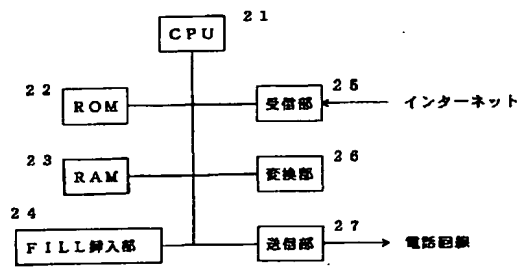 21
CPU
22
ROM
25
受信部
インターネット
23
RAM
26
変換部
24
FILL挿入部
27
送信部
電話回線